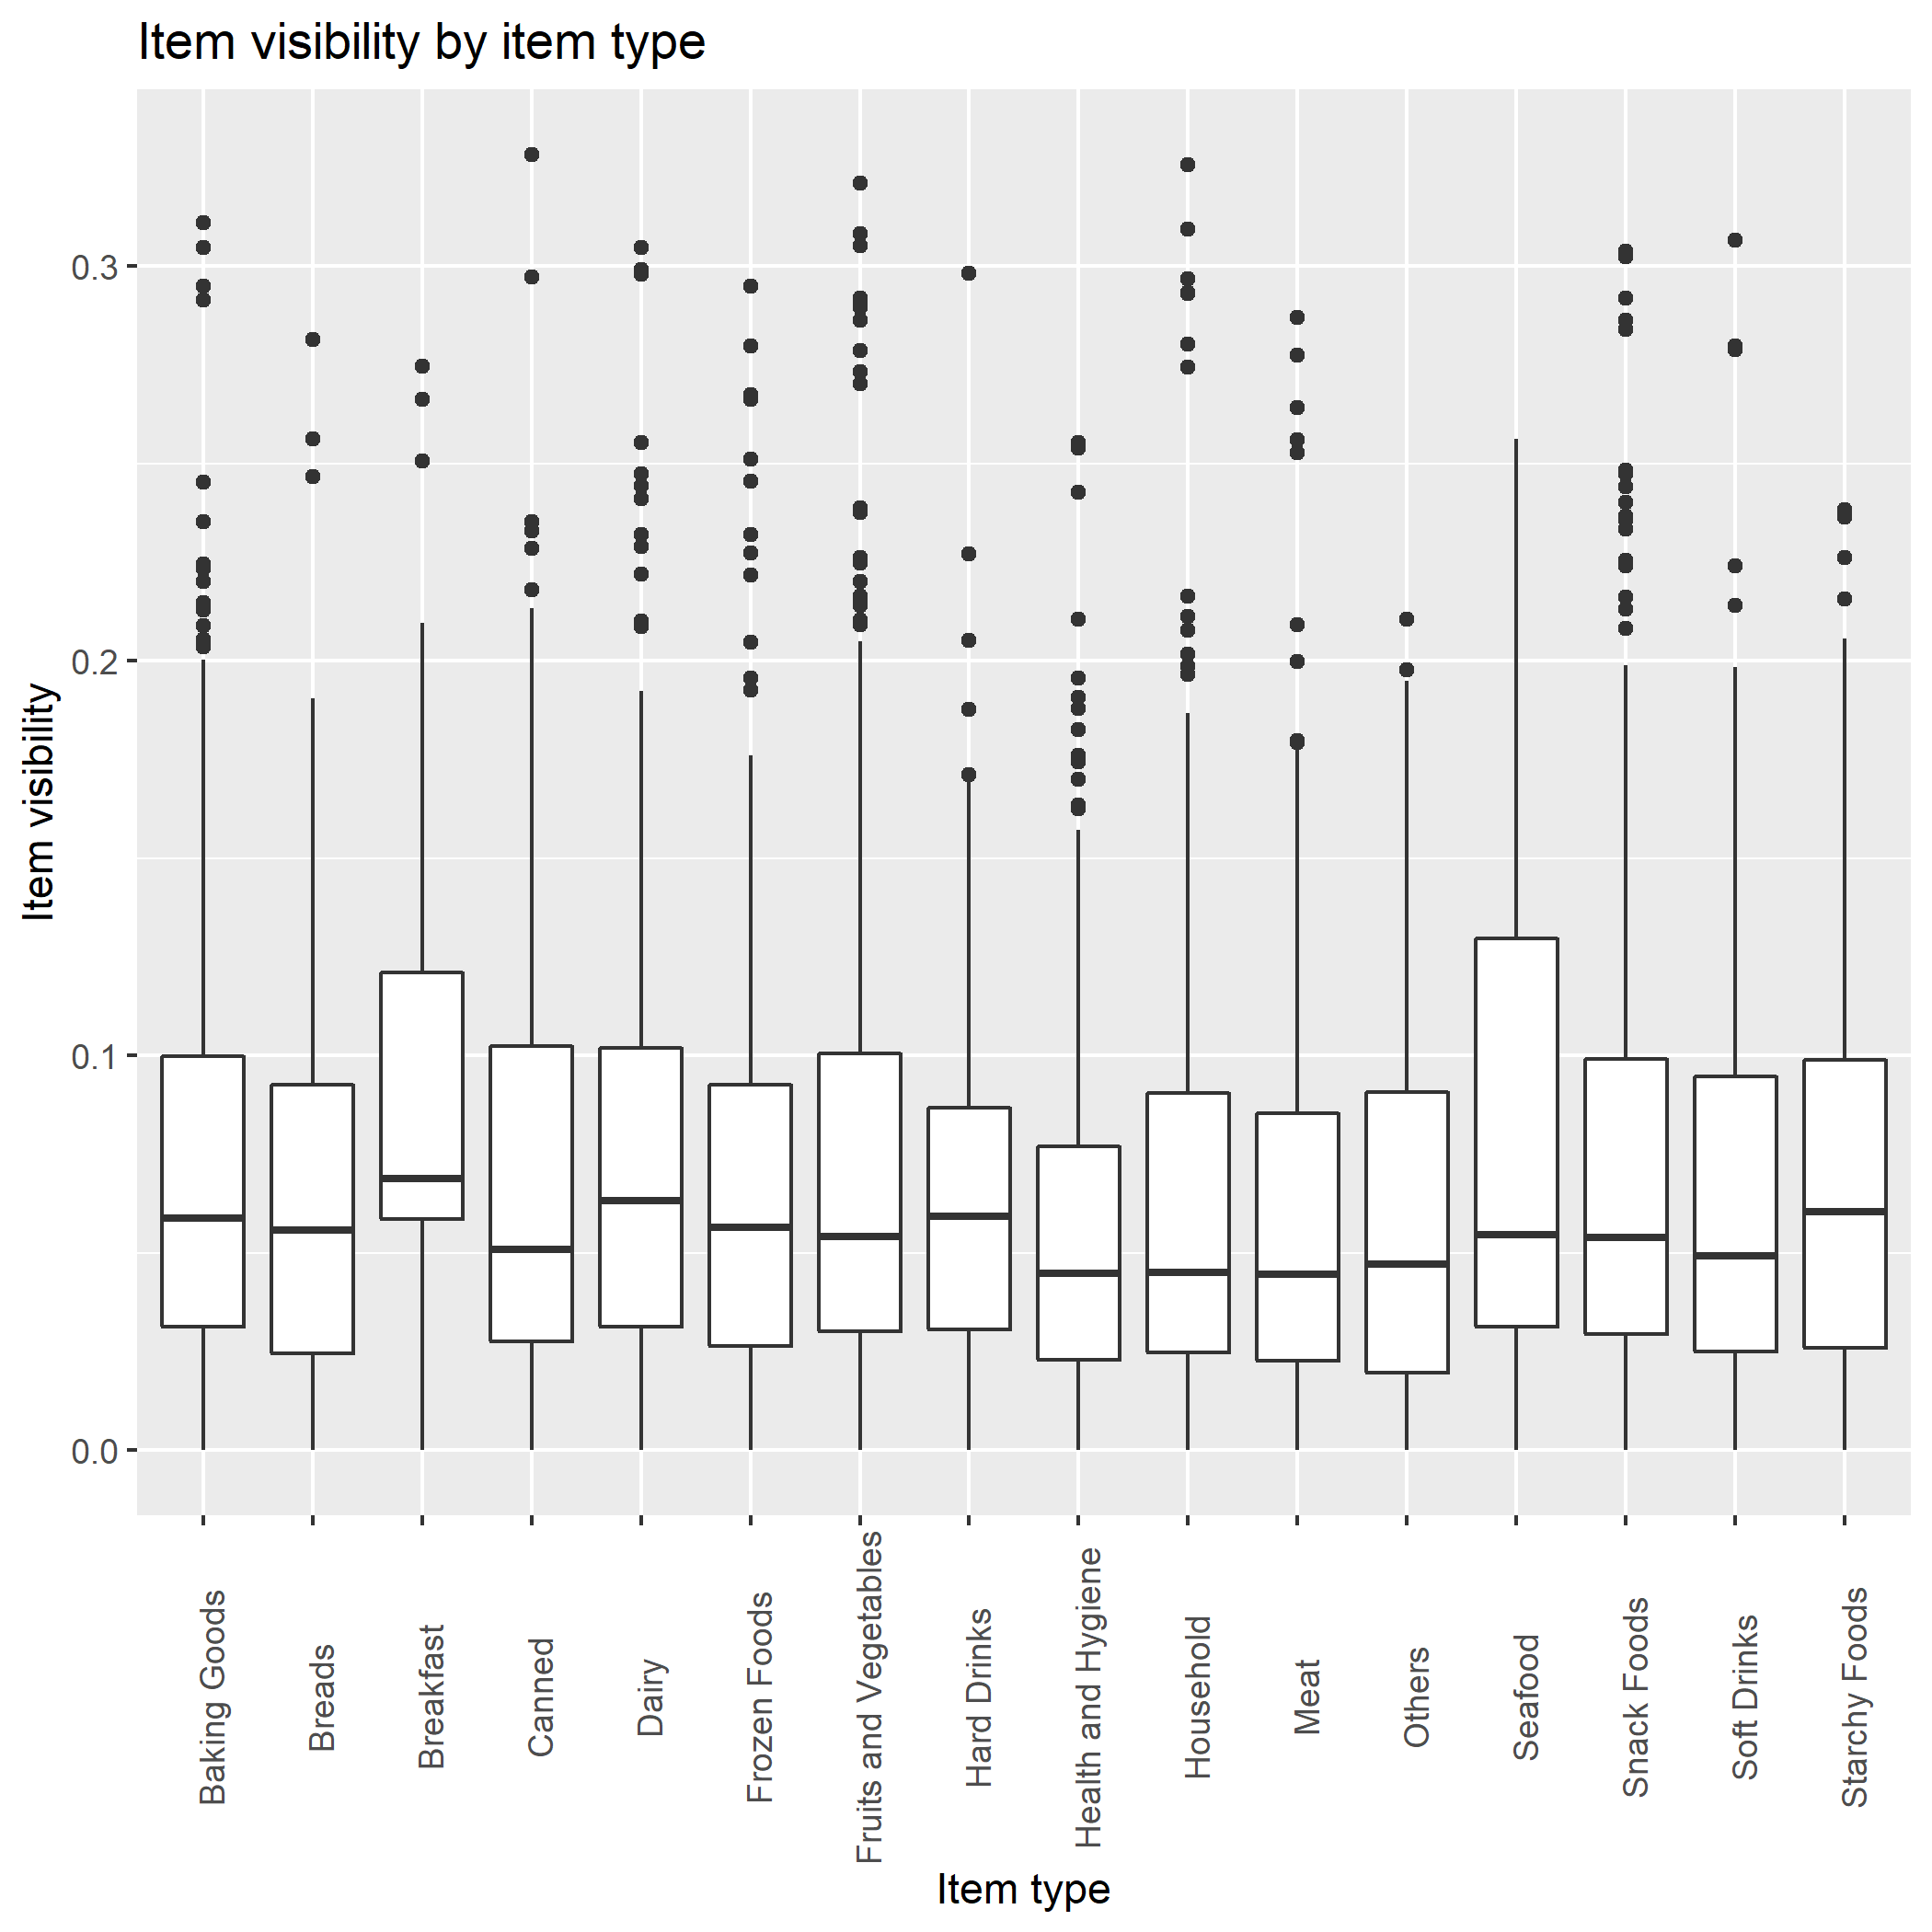 Item visibility by item type
Item visibility
0.3
0.2
0.1
0.0
Baking Goods
Breads
Breakfast
Canned
Dairy
Frozen Foods
Fruits and Vegetables
Hard Drinks
Health and Hygiene
Household
Meat
Others
Seafood
Snack Foods
Soft Drinks
Starchy Foods
Item type